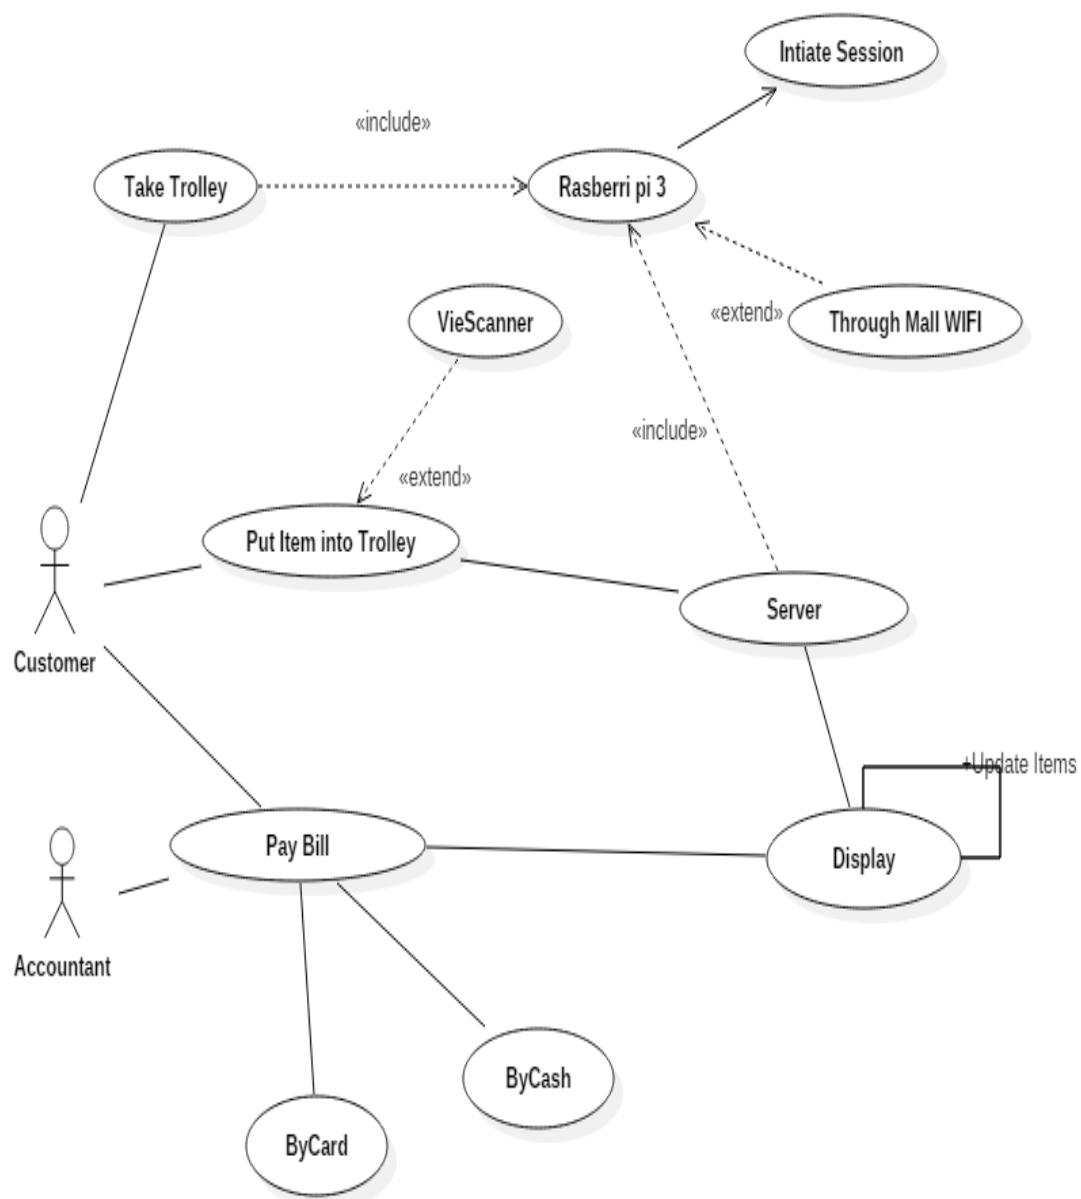 Intiate Session
«include»
Take Trolley
Rasberri pi 3
VieScanner
«extend»
Through Mall WIFI
«include»
«extend»
Put Item into Trolley
Server
Customer
+Update Items
Pay Bill
Display
Accountant
ByCash
ByCard